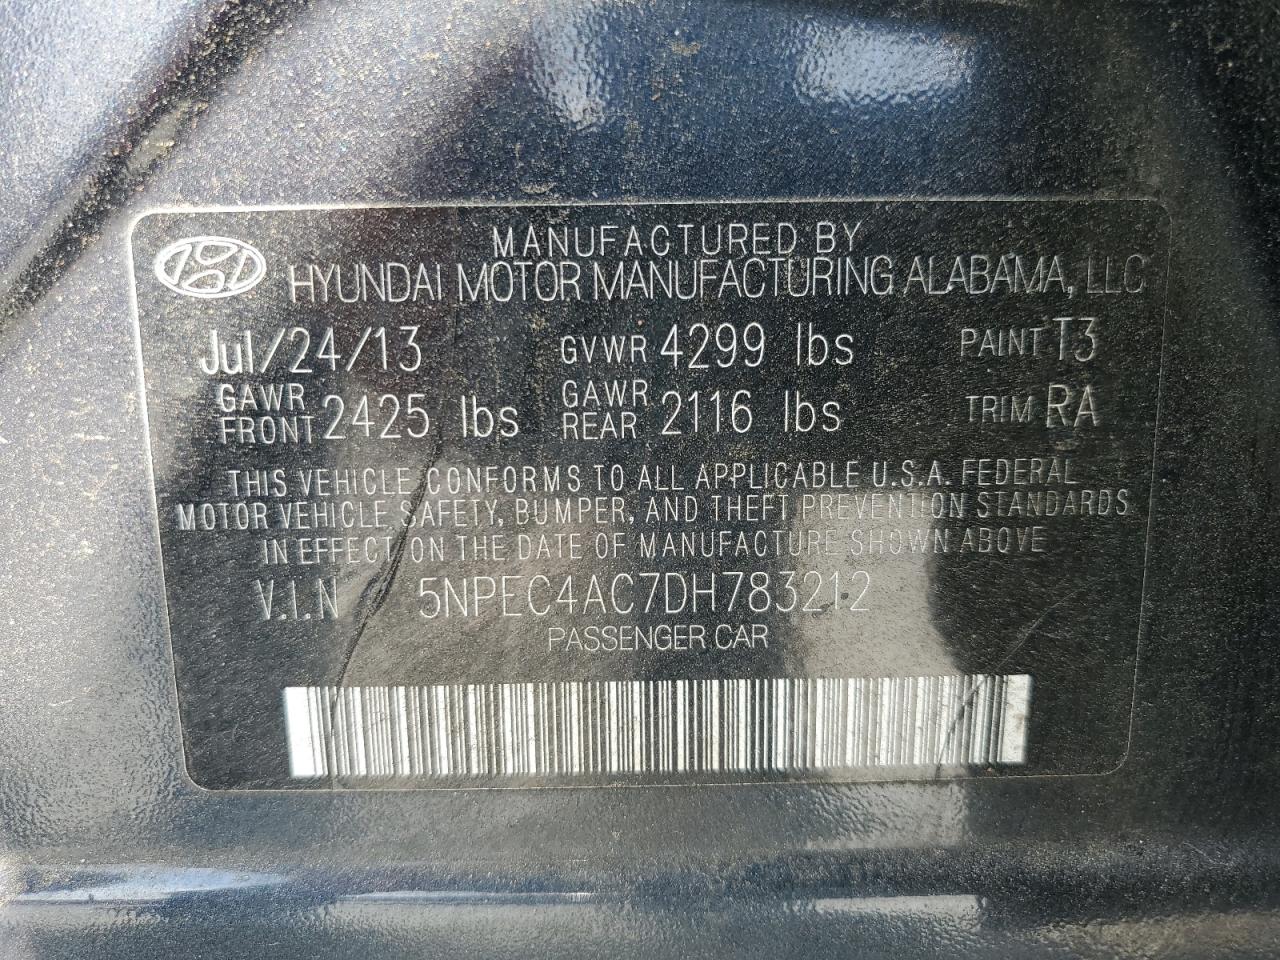 MANUFACTURED BY
HYUNDAI MOTOR MANUFACTURING ALABAMA, LLC
Jul/24/13 GVWR 4299 lbs PAINT T3
GAWR FRONT 2425 lbs GAWR REAR 2116 lbs TRIM RA
THIS VEHICLE CONFORMS TO ALL APPLICABLE U.S.A. FEDERAL
MOTOR VEHICLE SAFETY, BUMPER, AND THEFT PREVENTION STANDARDS
IN EFFECT ON THE DATE OF MANUFACTURE SHOWN ABOVE
V.I.N 5NPEC4AC7DH783212
PASSENGER CAR